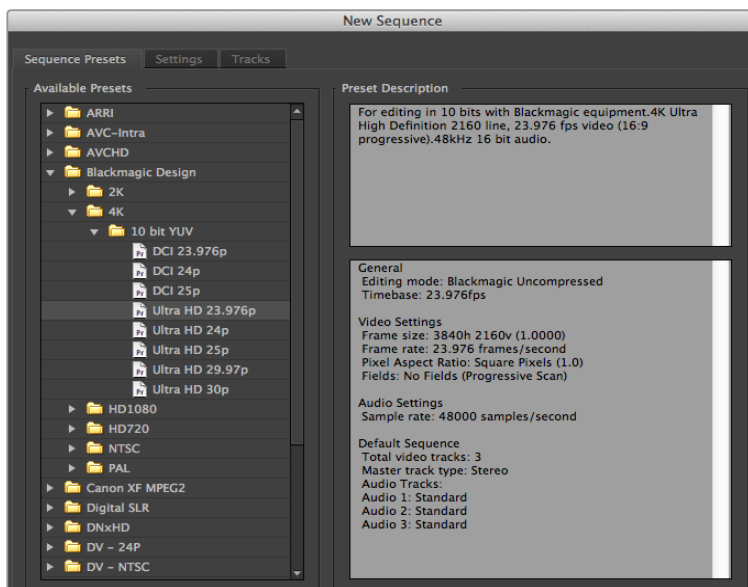 New Sequence
Sequence Presets
Settings
Tracks
Available Presets
ARRI
AVC-Intra
AVCHD
Blackmagic Design
2K
4K
10 bit YUV
DCI 23.976p
DCI 24p
DCI 25p
Ultra HD 23.976p
Ultra HD 24p
Ultra HD 25p
Ultra HD 29.97p
Ultra HD 30p
HD1080
HD720
NTSC
PAL
Canon XF MPEG2
Digital SLR
DNxHD
DV - 24P
DV - NTSC
Preset Description
For editing in 10 bits with Blackmagic equipment.4K Ultra
High Definition 2160 line, 23.976 fps video (16:9
progressive).48kHz 16 bit audio.
General
Editing mode: Blackmagic Uncompressed
Timebase: 23.976fps
Video Settings
Frame size: 3840h 2160v (1.0000)
Frame rate: 23.976 frames/second
Pixel Aspect Ratio: Square Pixels (1.0)
Fields: No Fields (Progressive Scan)
Audio Settings
Sample rate: 48000 samples/second
Default Sequence
Total video tracks: 3
Master track type: Stereo
Audio Tracks:
Audio 1: Standard
Audio 2: Standard
Audio 3: Standard